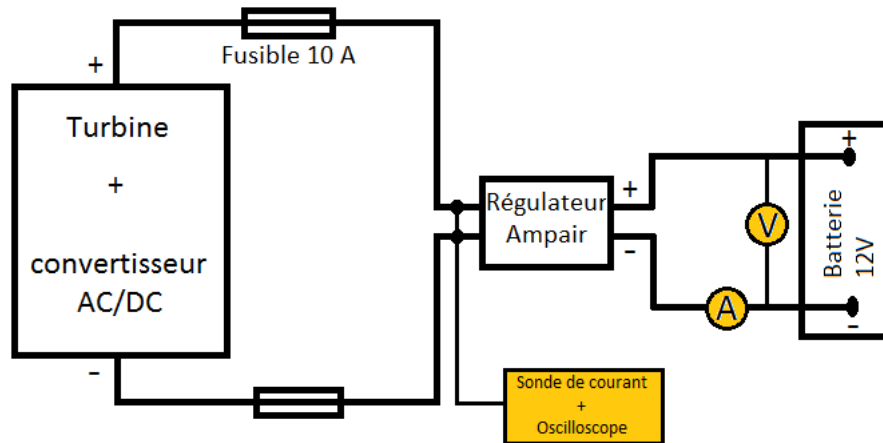 Fusible 10 A
+
Turbine
+
convertisseur
AC/DC
-
Régulateur
Ampair
+
-
V
A
+
Batterie
12V
-
Sonde de courant
+
Oscilloscope